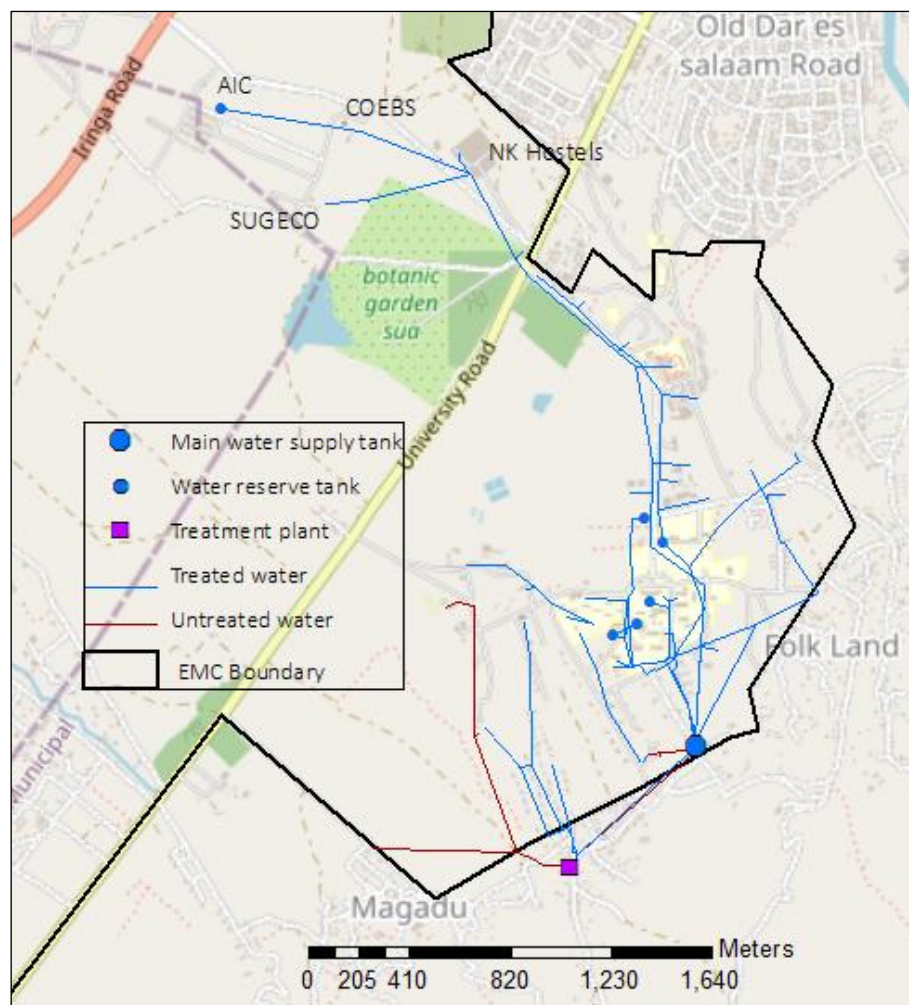 Old Dar es
salaam Road
Iringa Road
AIC
COEBS
NK Hostels
SUGECO
botanic
garden
sua
University Road
Main water supply tank
Water reserve tank
Treatment plant
Treated water
Untreated water
EMC Boundary
Folk Land
Municipal
Magadu
Meters
0 205 410 820 1,230 1,640